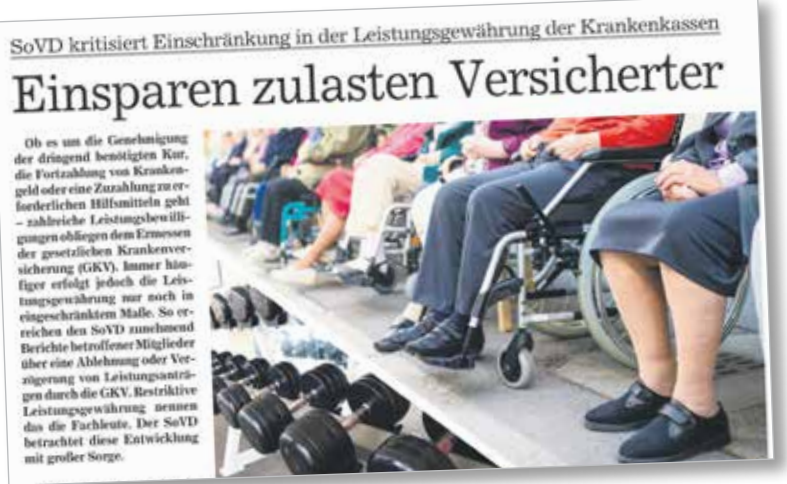 SoVD kritisiert Einschränkung in der Leistungsgewährung der Krankenkassen
Einsparen zulasten Versicherter
Ob es um die Genehmigung
der dringend benötigten Kur,
die Fortzahlung von Kranken-
geld oder eine Zuzahlung zu er-
forderlichen Hilfsmitteln geht
– zahlreiche Leistungsbewilli-
gungen obliegen dem Ermessen
der gesetzlichen Krankenver-
sicherung (GKV). Immer häu-
figer erfolgt jedoch die Leis-
tungsgewährung nur noch in
eingeschränktem Maße. So er-
reichen den SoVD zunehmend
Berichte betroffener Mitglieder
über eine Ablehnung oder Ver-
zögerung von Leistungsanträ-
gen durch die GKV. Restriktive
Leistungsgewährung nennen
das die Fachleute. Der SoVD
betrachtet diese Entwicklung
mit großer Sorge.